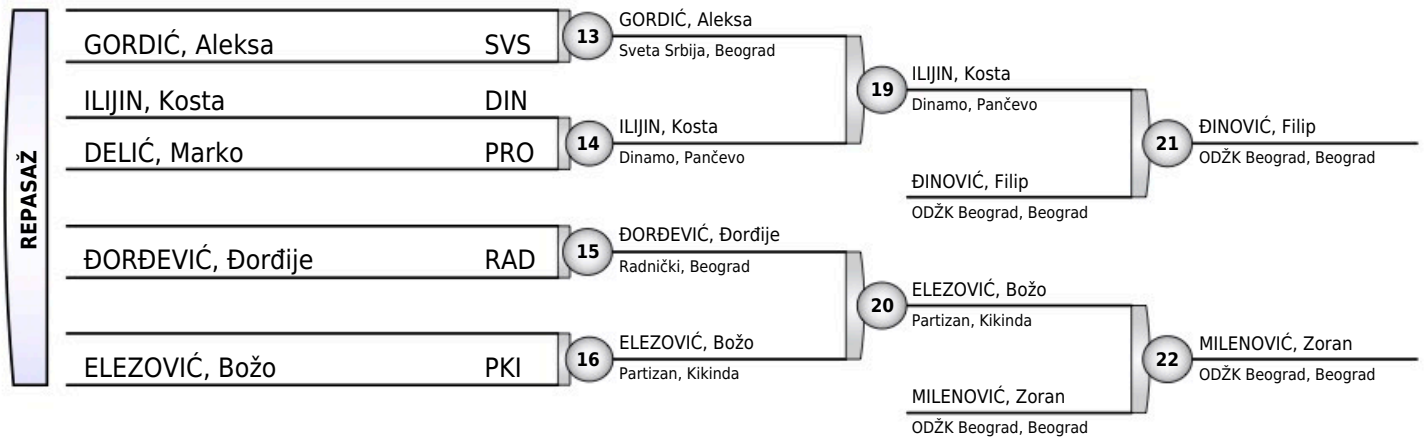 REPASAŽ
GORDIĆ, Aleksa SVS
ILIJIN, Kosta DIN
DELIĆ, Marko PRO
ĐORĐEVIĆ, Đorđije RAD
ELEZOVIĆ, Božo PKI
13
GORDIĆ, Aleksa
Sveta Srbija, Beograd
14
ILIJIN, Kosta
Dinamo, Pančevo
15
ĐORĐEVIĆ, Đorđije
Radnički, Beograd
16
ELEZOVIĆ, Božo
Partizan, Kikinda
19
ILIJIN, Kosta
Dinamo, Pančevo
ĐINOVIĆ, Filip
ODŽK Beograd, Beograd
20
ELEZOVIĆ, Božo
Partizan, Kikinda
MILENOVIĆ, Zoran
ODŽK Beograd, Beograd
21
ĐINOVIĆ, Filip
ODŽK Beograd, Beograd
22
MILENOVIĆ, Zoran
ODŽK Beograd, Beograd